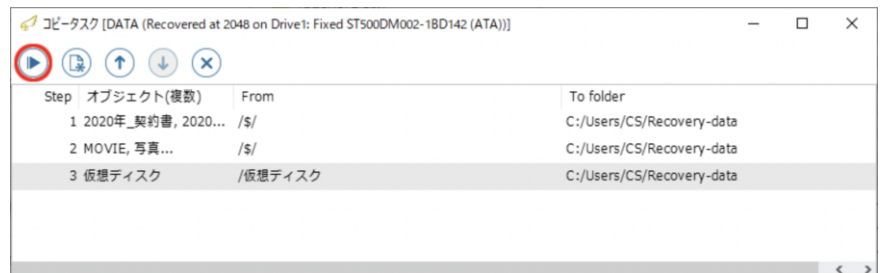 コピータスク [DATA (Recovered at 2048 on Drive1: Fixed ST500DM002-1BD142 (ATA))]
Step オブジェクト(複数) From To folder
1 2020年_契約書, 2020... /$/ C:/Users/CS/Recovery-data
2 MOVIE, 写真... /$/ C:/Users/CS/Recovery-data
3 仮想ディスク /仮想ディスク C:/Users/CS/Recovery-data